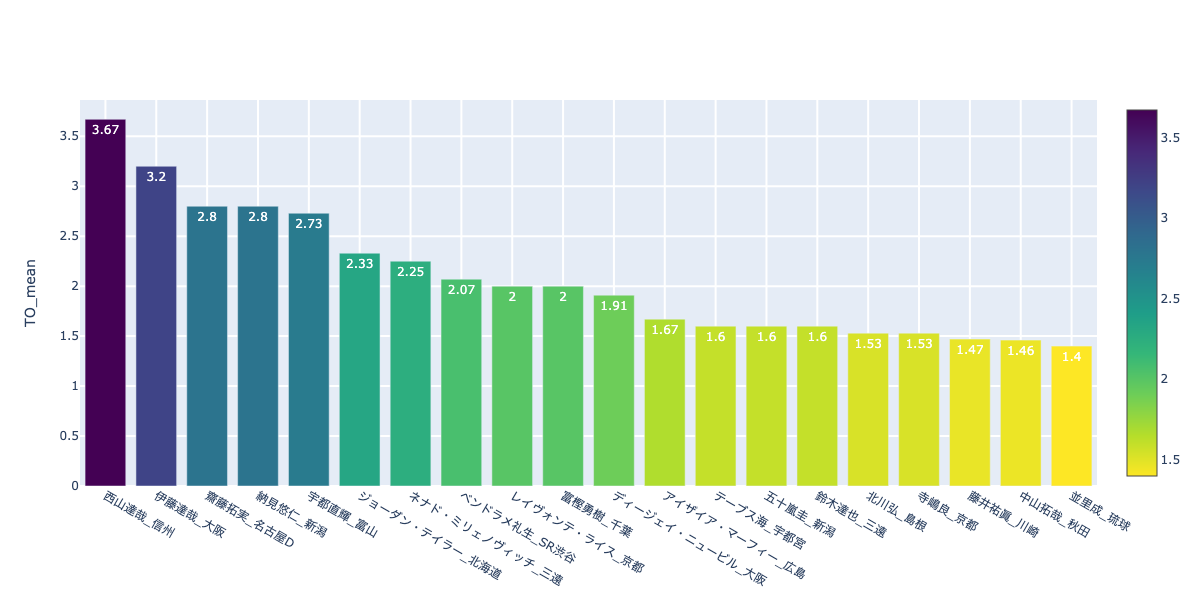 TO_mean
3.5
3
2.5
2
1.5
1
0.5
0
3.67
3.2
2.8
2.8
2.73
2.33
2.25
2.07
2
2
1.91
1.67
1.6
1.6
1.6
1.53
1.53
1.47
1.46
1.4
西山達哉_信州
伊藤達哉_大阪
齋藤拓実_名古屋D
納見悠仁_新潟
宇都直輝_富山
ジョーダン・テイラー_北海道
ネナド・ミリェノヴィッチ_三遠
ベンドラメ礼生_SR渋谷
レイヴォンテ・ライス_京都
富樫勇樹_千葉
ディージェイ・ニュービル_大阪
アイザイア・マーフィー_広島
テーブス海_宇都宮
五十嵐圭_新潟
鈴木達也_三遠
北川弘_島根
寺嶋良_京都
藤井祐眞_川崎
中山拓哉_秋田
並里成_琉球
3.5
3
2.5
2
1.5